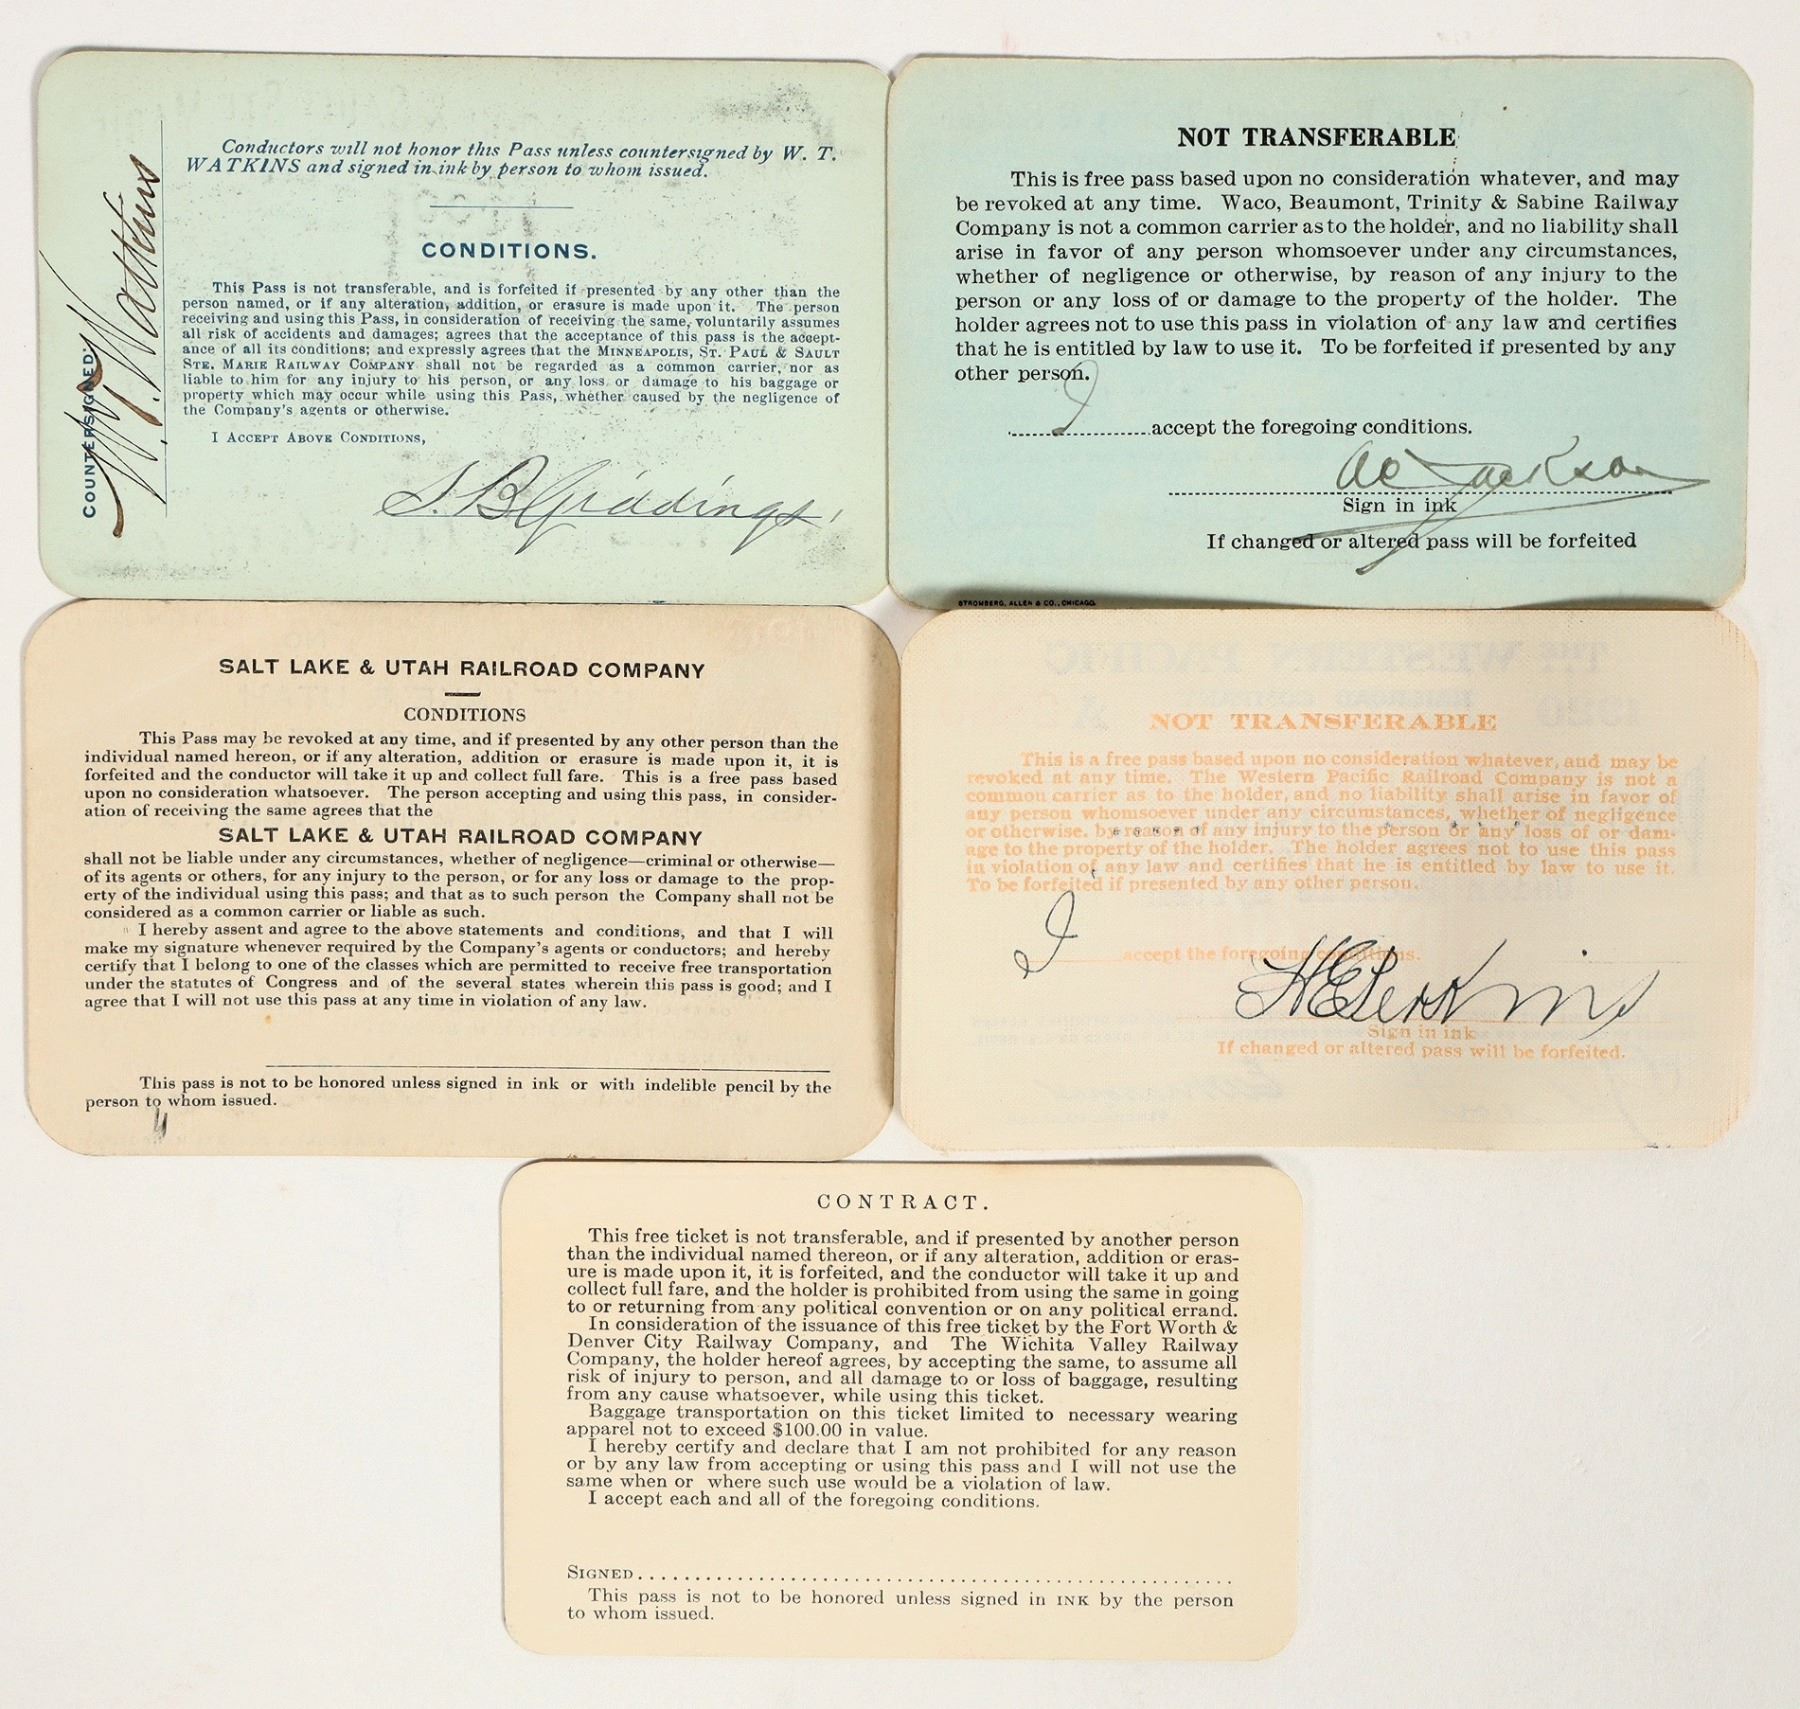 Conductors will not honor this Pass unless countersigned by W. T.
WATKINS and signed in ink by person to whom issued.
CONDITIONS.
This Pass is not transferable, and is forfeited if presented by any other than the
person named, or if any alteration, addition, or erasure is made upon it. The person
receiving and using this Pass, in consideration of receiving the same, voluntarily assumes
all risk of accidents and damages; agrees that the acceptance of this pass is the accept-
ance of all its conditions; and expressly agrees that the MINNEAPOLIS, ST. PAUL & SAULT
STE. MARIE RAILWAY COMPANY shall not be regarded as a common carrier, nor as
liable to him for any injury to his person, or any loss or damage to his baggage or
property which may occur while using this Pass, whether caused by the negligence of
the Company's agents or otherwise.
I ACCEPT ABOVE CONDITIONS,
S. B. Giddings
COUNTERSIGNED:
W. T. Watkins
NOT TRANSFERABLE
This is free pass based upon no consideration whatever, and may
be revoked at any time. Waco, Beaumont, Trinity & Sabine Railway
Company is not a common carrier as to the holder, and no liability shall
arise in favor of any person whomsoever under any circumstances,
whether of negligence or otherwise, by reason of any injury to the
person or any loss of or damage to the property of the holder. The
holder agrees not to use this pass in violation of any law and certifies
that he is entitled by law to use it. To be forfeited if presented by any
other person.
I accept the foregoing conditions.
Jackson
Sign in ink
If changed or altered pass will be forfeited
STROMBERG, ALLEN & CO., CHICAGO.
SALT LAKE & UTAH RAILROAD COMPANY
CONDITIONS
This Pass may be revoked at any time, and if presented by any other person than the
individual named hereon, or if any alteration, addition or erasure is made upon it, it is
forfeited and the conductor will take it up and collect full fare. This is a free pass based
upon no consideration whatsoever. The person accepting and using this pass, in consider-
ation of receiving the same agrees that the
SALT LAKE & UTAH RAILROAD COMPANY
shall not be liable under any circumstances, whether of negligence—criminal or otherwise—
of its agents or others, for any injury to the person, or for any loss or damage to the prop-
erty of the individual using this pass; and that as to such person the Company shall not be
considered as a common carrier or liable as such.
I hereby assent and agree to the above statements and conditions, and that I will
make my signature whenever required by the Company's agents or conductors; and hereby
certify that I belong to one of the classes which are permitted to receive free transportation
under the statutes of Congress and of the several states wherein this pass is good; and I
agree that I will not use this pass at any time in violation of any law.
This pass is not to be honored unless signed in ink or with indelible pencil by the
person to whom issued.
NOT TRANSFERABLE
This is a free pass based upon no consideration whatever, and may be
revoked at any time. The Western Pacific Railroad Company is not a
common carrier as to the holder, and no liability shall arise in favor of
any person whomsoever under any circumstances, whether of negligence
or otherwise. by reason of any injury to the person or any loss of or dam-
age to the property of the holder. The holder agrees not to use this pass
in violation of any law and certifies that he is entitled by law to use it.
To be forfeited if presented by any other person.
I accept the foregoing conditions.
H E Perkins
Sign in ink
If changed or altered pass will be forfeited.
CONTRACT.
This free ticket is not transferable, and if presented by another person
than the individual named thereon, or if any alteration, addition or eras-
ure is made upon it, it is forfeited, and the conductor will take it up and
collect full fare, and the holder is prohibited from using the same in going
to or returning from any political convention or on any political errand.
In consideration of the issuance of this free ticket by the Fort Worth &
Denver City Railway Company, and The Wichita Valley Railway
Company, the holder hereof agrees, by accepting the same, to assume all
risk of injury to person, and all damage to or loss of baggage, resulting
from any cause whatsoever, while using this ticket.
Baggage transportation on this ticket limited to necessary wearing
apparel not to exceed $100.00 in value.
I hereby certify and declare that I am not prohibited for any reason
or by any law from accepting or using this pass and I will not use the
same when or where such use would be a violation of law.
I accept each and all of the foregoing conditions.
SIGNED
This pass is not to be honored unless signed in INK by the person
to whom issued.